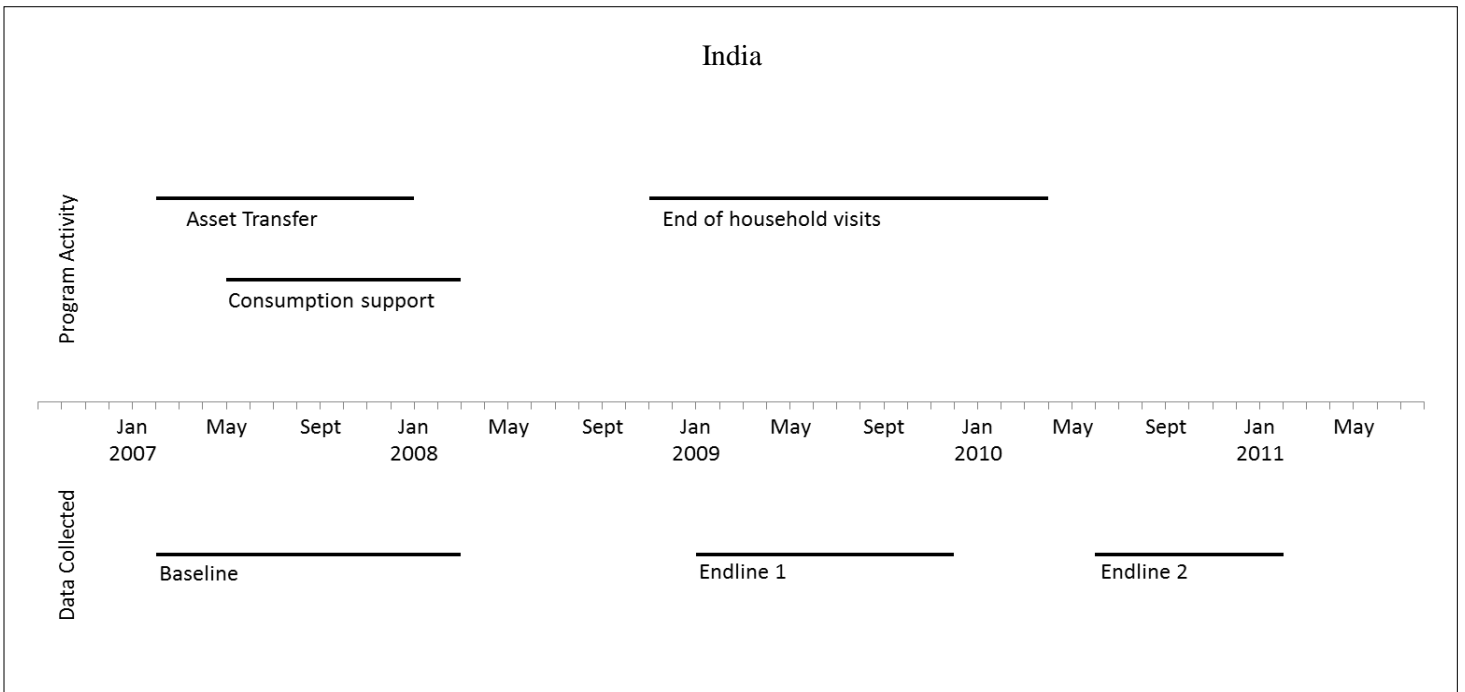 India
Program Activity
Asset Transfer
End of household visits
Consumption support
Jan May Sept Jan May Sept Jan May Sept Jan May Sept Jan May
2007 2008 2009 2010 2011
Data Collected
Baseline
Endline 1
Endline 2